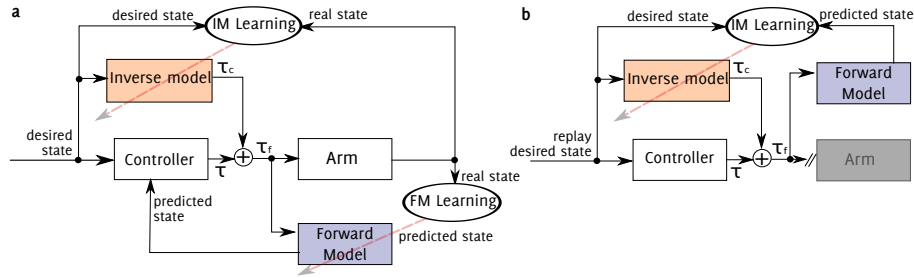 a
desired state
IM Learning
real state
Inverse model
τc
desired
state
Controller
τ
+
τf
Arm
real state
FM Learning
predicted
state
Forward
Model
predicted state
b
desired state
IM Learning
predicted state
Inverse model
τc
Forward
Model
replay
desired state
Controller
τ
+
τf
Arm